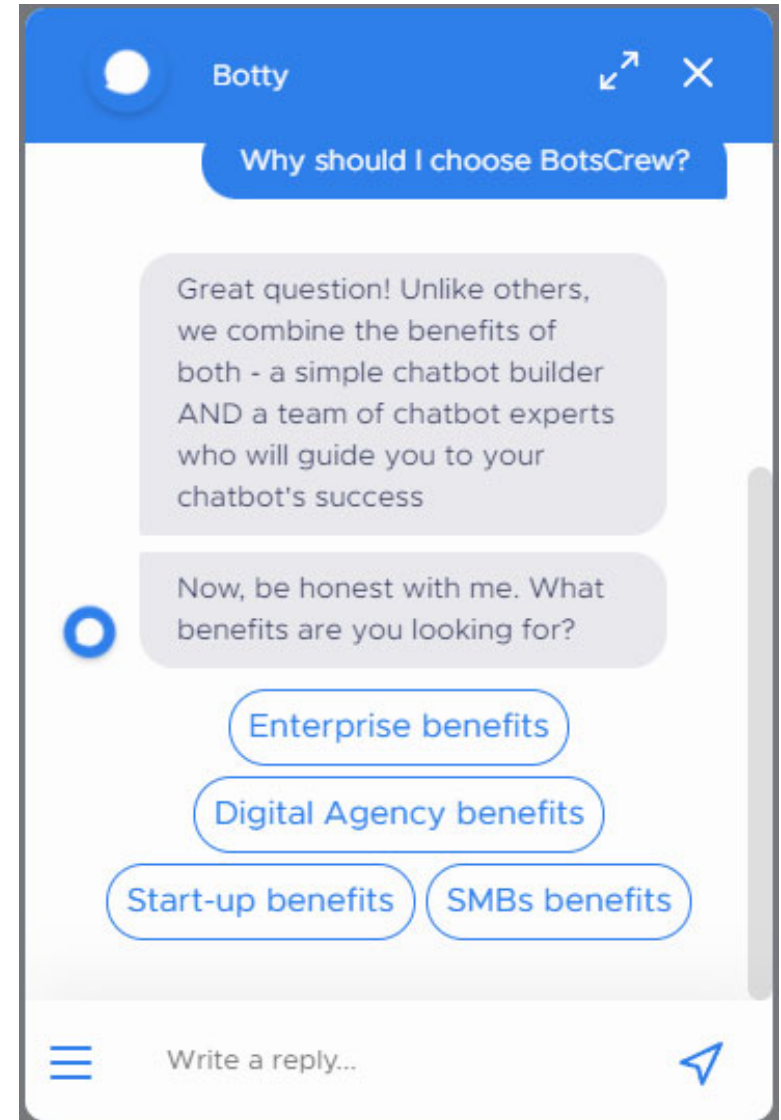 Botty
Why should I choose BotsCrew?
Great question! Unlike others,
we combine the benefits of
both - a simple chatbot builder
AND a team of chatbot experts
who will guide you to your
chatbot's success
Now, be honest with me. What
benefits are you looking for?
Enterprise benefits
Digital Agency benefits
Start-up benefits
SMBs benefits
Write a reply...